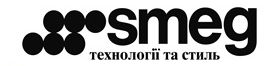 smeg
технології та стиль